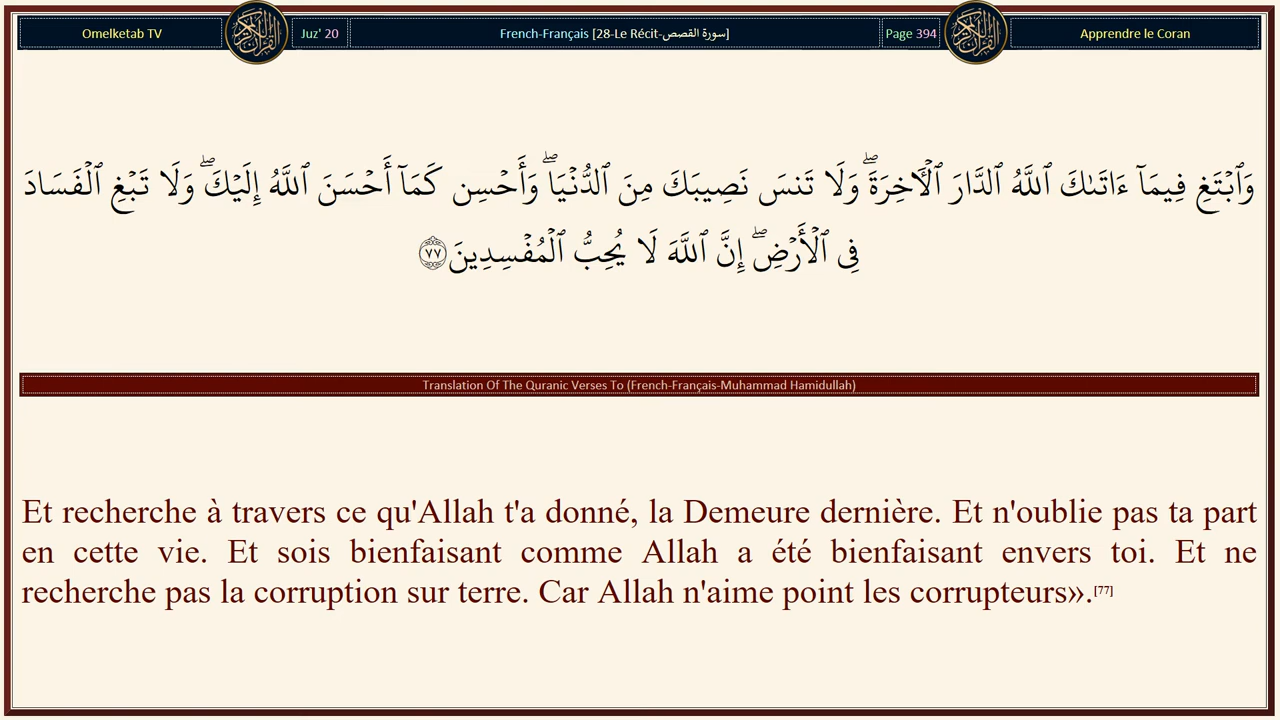 Omelketab TV
Juz' 20
French-Français [28-Le Récit-سورة القصص]
Page 394
Apprendre le Coran
وَٱبۡتَغِ فِيمَآ ءَاتَىٰكَ ٱللَّهُ ٱلدَّارَ ٱلۡأٓخِرَةَۖ وَلَا تَنسَ نَصِيبَكَ مِنَ ٱلدُّنۡيَاۖ وَأَحۡسِن كَمَآ أَحۡسَنَ ٱللَّهُ إِلَيۡكَۖ وَلَا تَبۡغِ ٱلۡفَسَادَ
فِي ٱلۡأَرۡضِۖ إِنَّ ٱللَّهَ لَا يُحِبُّ ٱلۡمُفۡسِدِينَ ٧٧
Translation Of The Quranic Verses To (French-Français-Muhammad Hamidullah)
Et recherche à travers ce qu'Allah t'a donné, la Demeure dernière. Et n'oublie pas ta part
en cette vie. Et sois bienfaisant comme Allah a été bienfaisant envers toi. Et ne
recherche pas la corruption sur terre. Car Allah n'aime point les corrupteurs».[77]